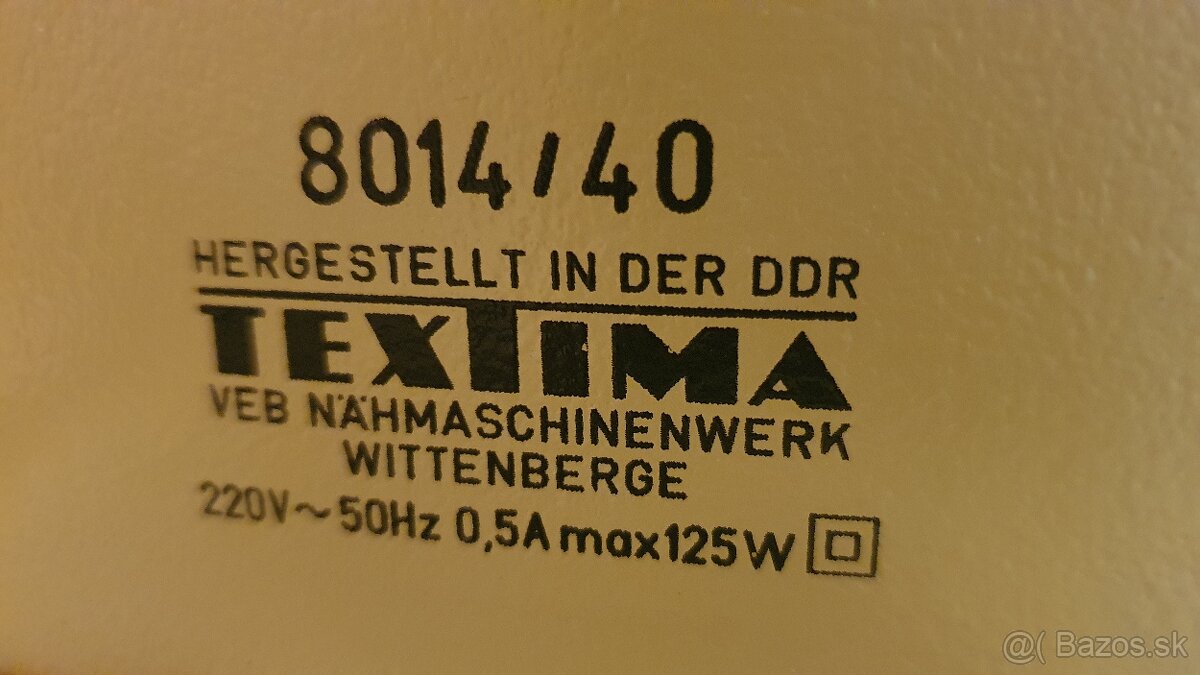 8014/40
HERGESTELLT IN DER DDR
TEXTIMA
VEB NÄHMASCHINENWERK
WITTENBERGE
220V~50Hz 0,5A max125W
@( Bazos.sk